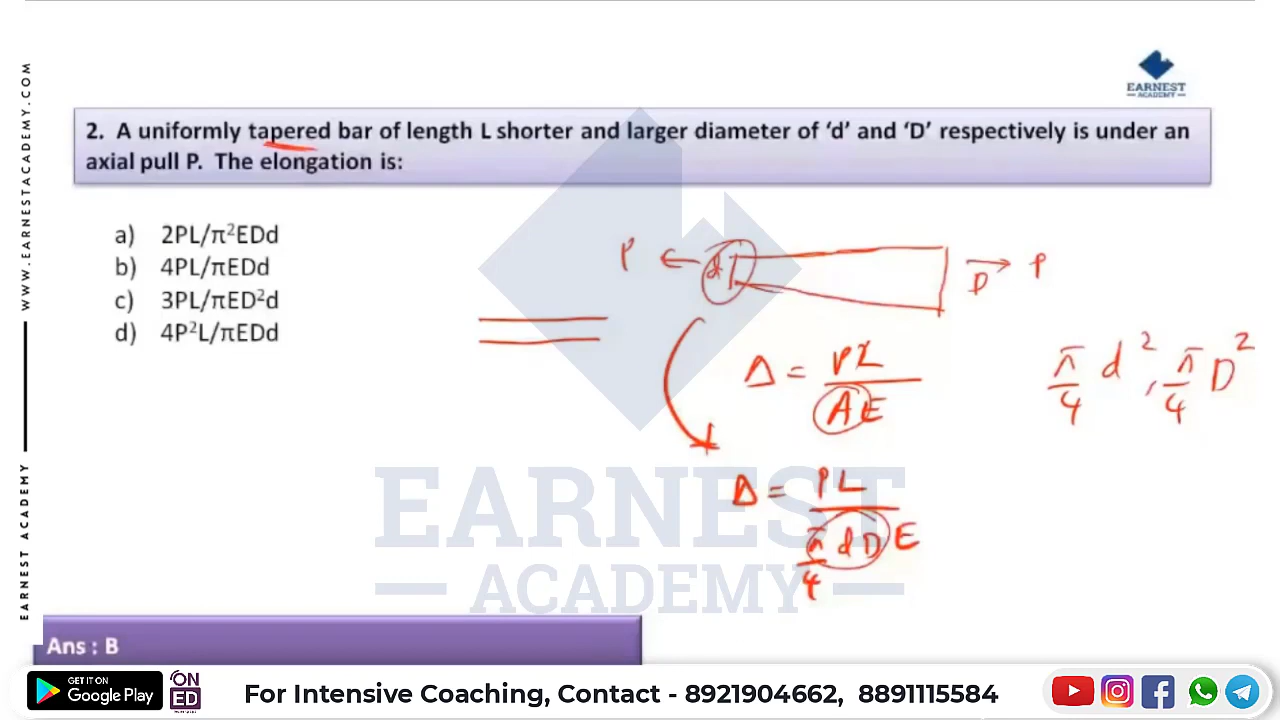 EARNEST
ACADEMY
2. A uniformly tapered bar of length L shorter and larger diameter of ‘d’ and ‘D’ respectively is under an
axial pull P. The elongation is:
a) 2PL/π²EDd
b) 4PL/πEDd
c) 3PL/πED²d
d) 4P²L/πEDd
P ← d → P
D
Δ = PL / AE
π/4 d², π/4 D²
Δ = PL / π/4 dD E
EARNEST
ACADEMY
Ans : B
WWW.EARNESTACADEMY.COM
EARNEST ACADEMY
GET IT ON
Google Play
ON
ED
For Intensive Coaching, Contact - 8921904662, 8891115584